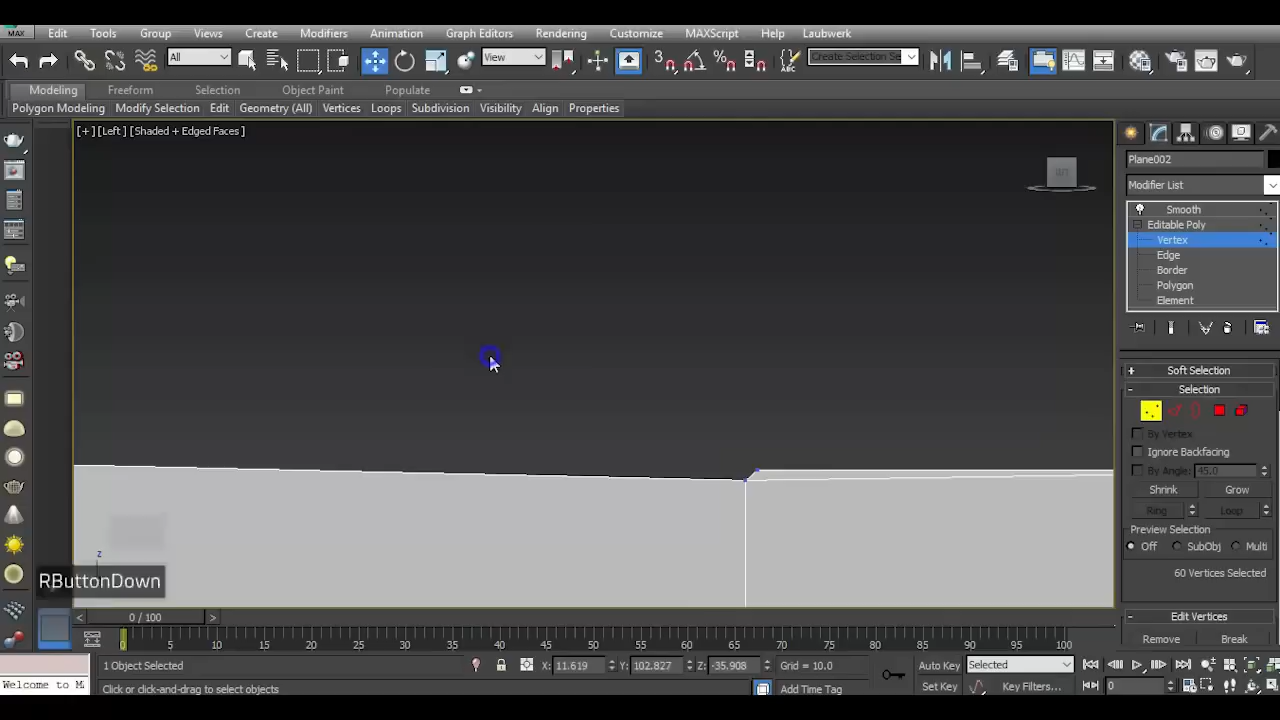 MAX Edit Tools Group Views Create Modifiers Animation Graph Editors Rendering Customize MAXScript Help Laubwerk
All View Create Selection Se
Modeling Freeform Selection Object Paint Populate
Polygon Modeling Modify Selection Edit Geometry (All) Vertices Loops Subdivision Visibility Align Properties
[+] [Left] [Shaded + Edged Faces ]
Plane002
Modifier List
Smooth
Editable Poly
Vertex
Edge
Border
Polygon
Element
+ Soft Selection
- Selection
By Vertex
Ignore Backfacing
By Angle: 45.0
Shrink Grow
Ring Loop
Preview Selection
Off SubObj Multi
60 Vertices Selected
z
RButtonDown
< 0 / 100 >
- Edit Vertices
0 5 10 15 20 25 30 35 40 45 50 55 60 65 70 75 80 85 90 95 100
Remove Break
1 Object Selected X: 11.619 Y: 102.827 Z: -35.908 Grid = 10.0 Auto Key Selected
Welcome to M. Click or click-and-drag to select objects Add Time Tag Set Key Key Filters... 0